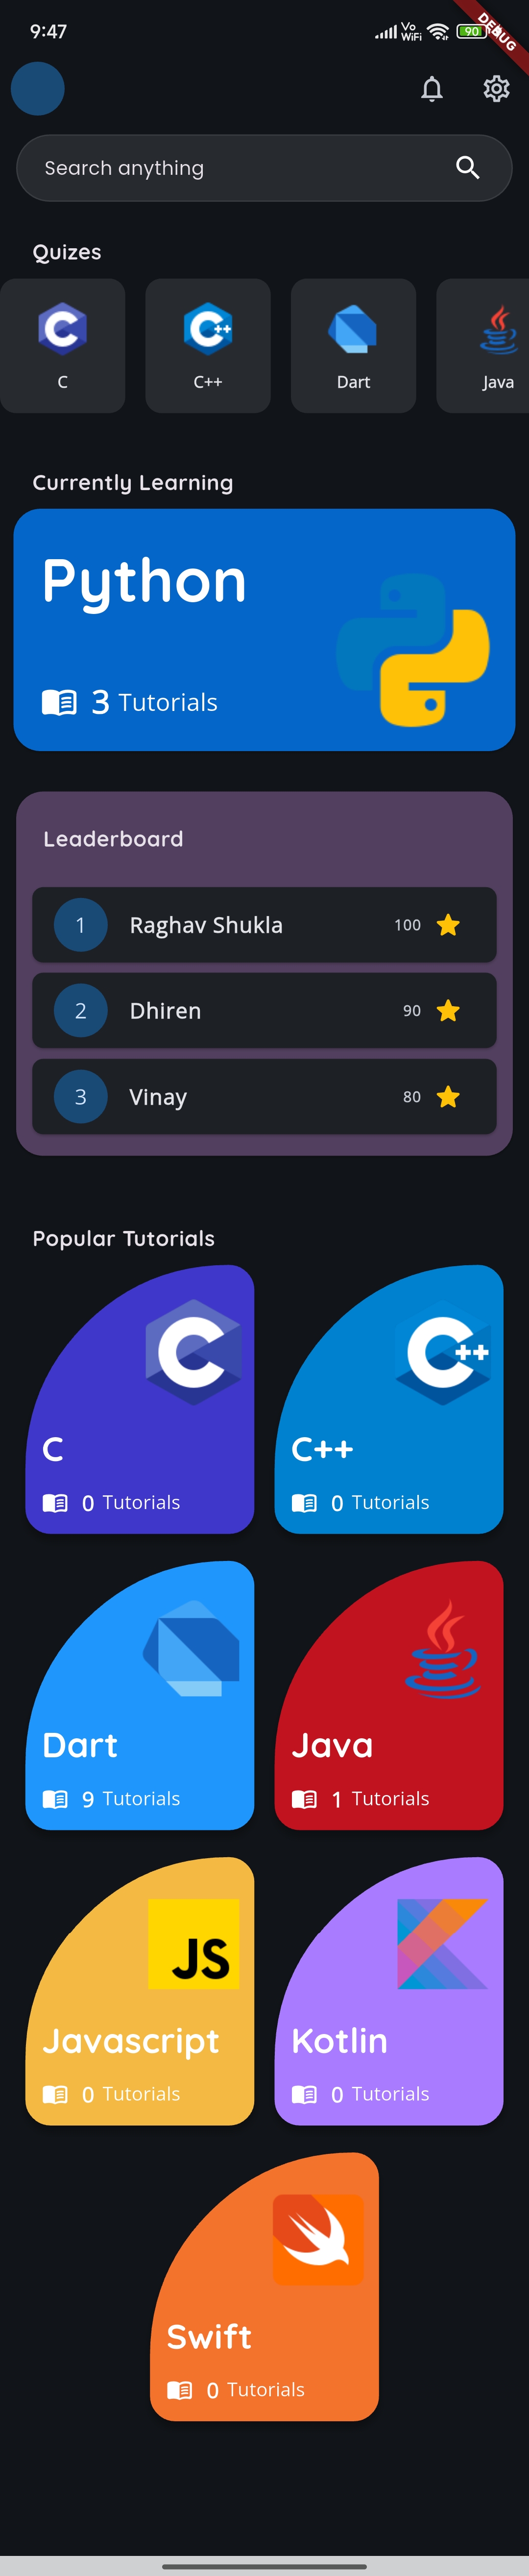 9:47
Vo
WiFi
90
DEBUG
Search anything
Quizes
C
C++
Dart
Java
Currently Learning
Python
3 Tutorials
Leaderboard
1 Raghav Shukla 100
2 Dhiren 90
3 Vinay 80
Popular Tutorials
C
C
0 Tutorials
C++
C++
0 Tutorials
Dart
9 Tutorials
Java
1 Tutorials
JS
Javascript
0 Tutorials
Kotlin
0 Tutorials
Swift
0 Tutorials